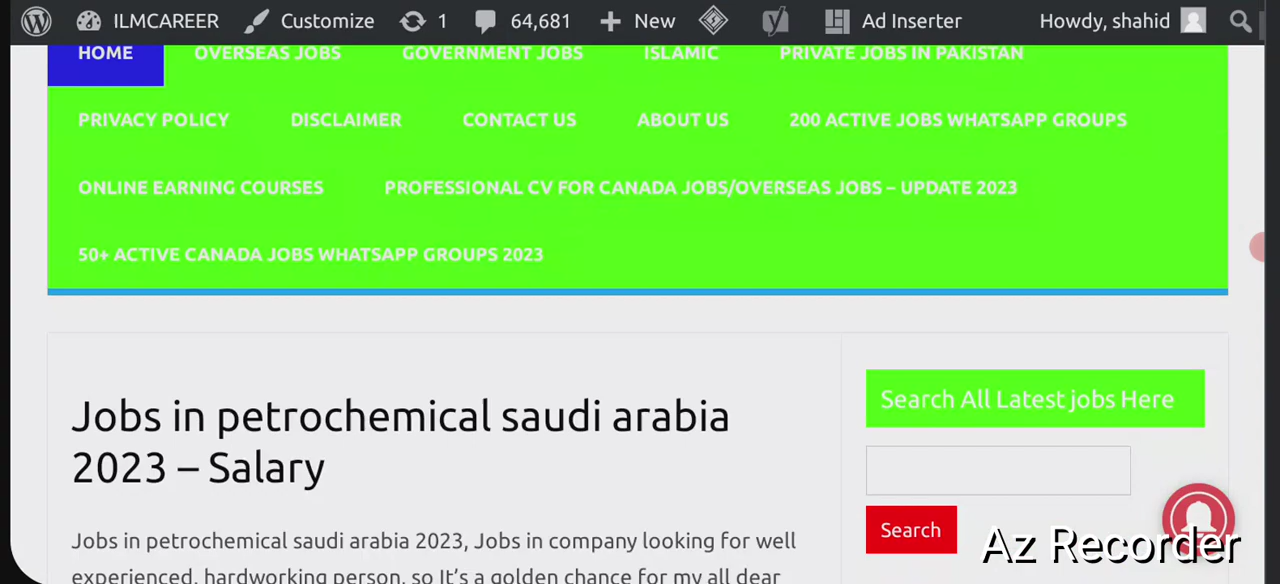 ILMCAREER Customize 1 64,681 New Ad Inserter Howdy, shahid
HOME OVERSEAS JOBS GOVERNMENT JOBS ISLAMIC PRIVATE JOBS IN PAKISTAN
PRIVACY POLICY DISCLAIMER CONTACT US ABOUT US 200 ACTIVE JOBS WHATSAPP GROUPS
ONLINE EARNING COURSES PROFESSIONAL CV FOR CANADA JOBS/OVERSEAS JOBS – UPDATE 2023
50+ ACTIVE CANADA JOBS WHATSAPP GROUPS 2023
Jobs in petrochemical saudi arabia
2023 – Salary
Jobs in petrochemical saudi arabia 2023, Jobs in company looking for well
experienced, hardworking person, so It's a golden chance for my all dear
Search All Latest jobs Here
Search
Az Recorder